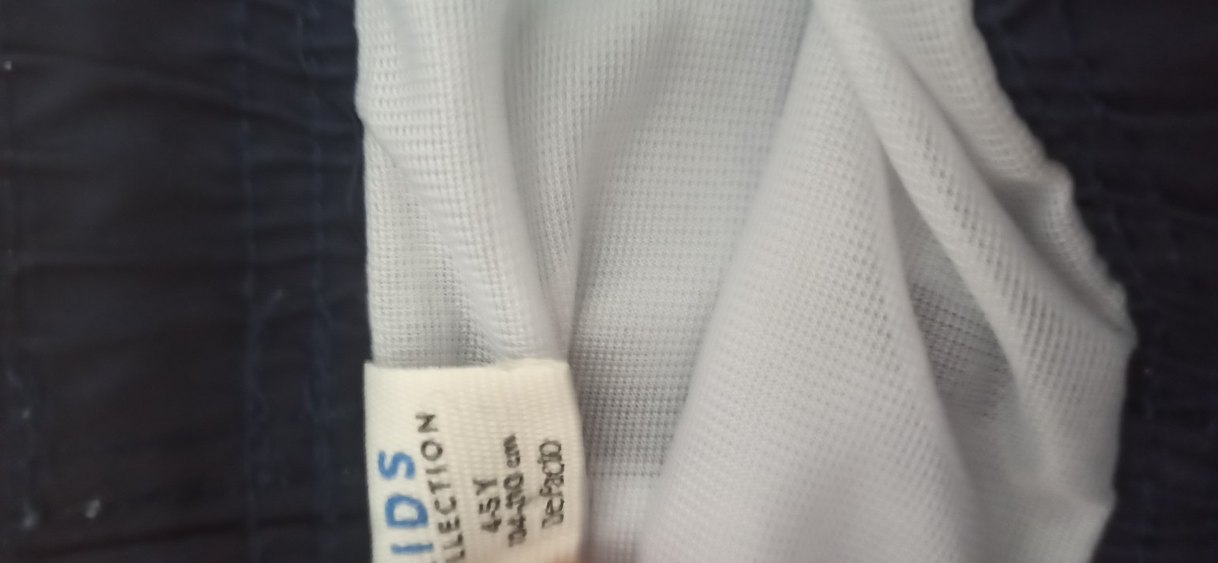 IDS
LLECTION
4-5Y
104-110 cm
DeFacto